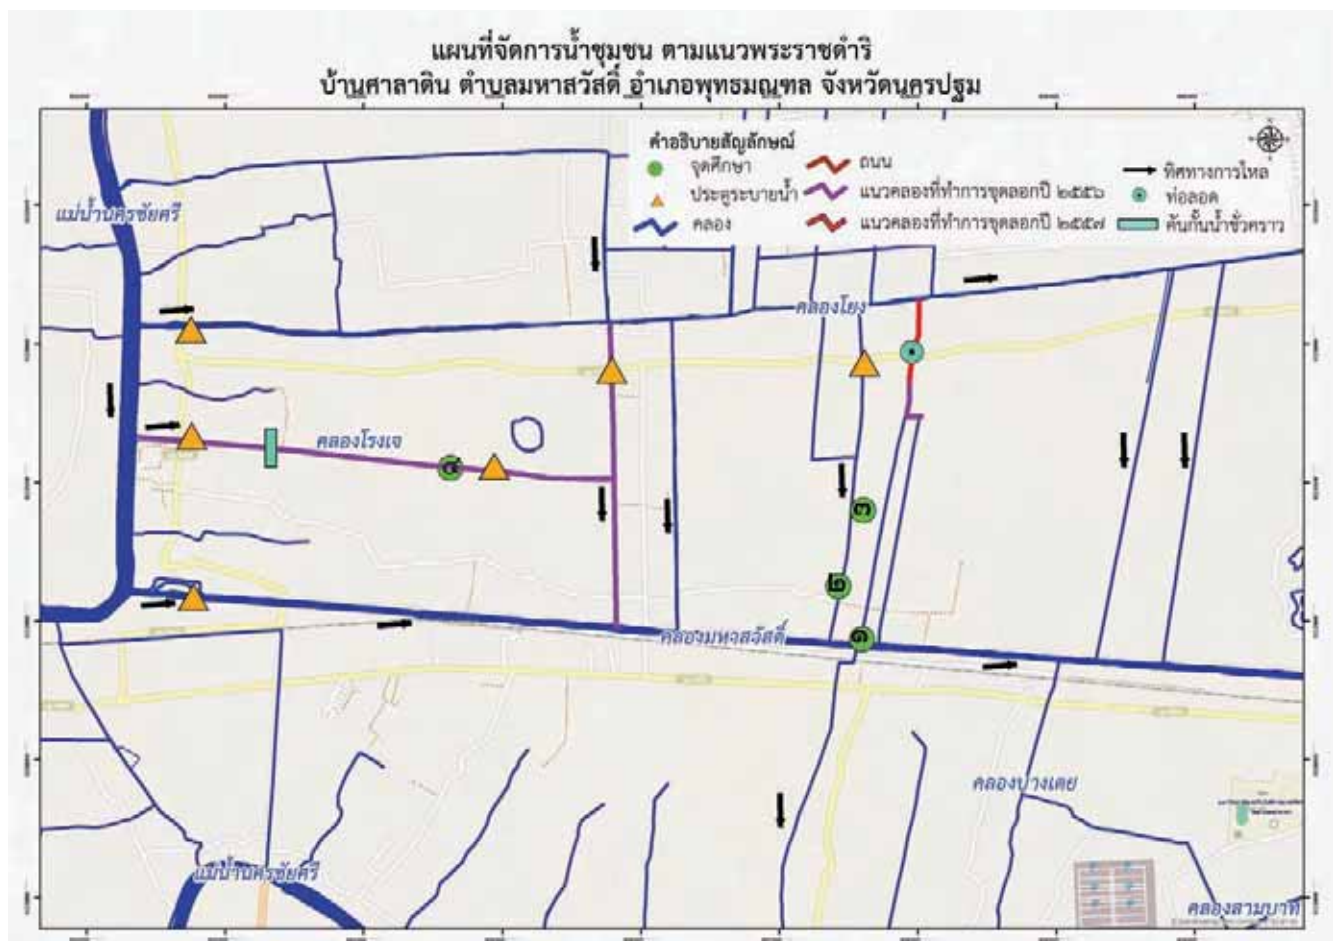 แผนที่จัดการน้ำชุมชน ตามแนวพระราชดำริ
บ้านศาลาดิน ตำบลมหาสวัสดิ์ อำเภอพุทธมณฑล จังหวัดนครปฐม
คำอธิบายสัญลักษณ์
จุดศึกษา
ประตูระบายน้ำ
คลอง
ถนน
แนวคลองที่ทำการขุดลอกปี ๒๕๕๖
แนวคลองที่ทำการขุดลอกปี ๒๕๕๗
ทิศทางการไหล
ท่อลอด
คันกั้นน้ำชั่วคราว
แม่น้ำนครชัยศรี
คลองโยง
คลองโรงเจ
๔
๓
๒
๑
คลองมหาสวัสดิ์
คลองบางเตย
แม่น้ำนครชัยศรี
คลองสามบาท